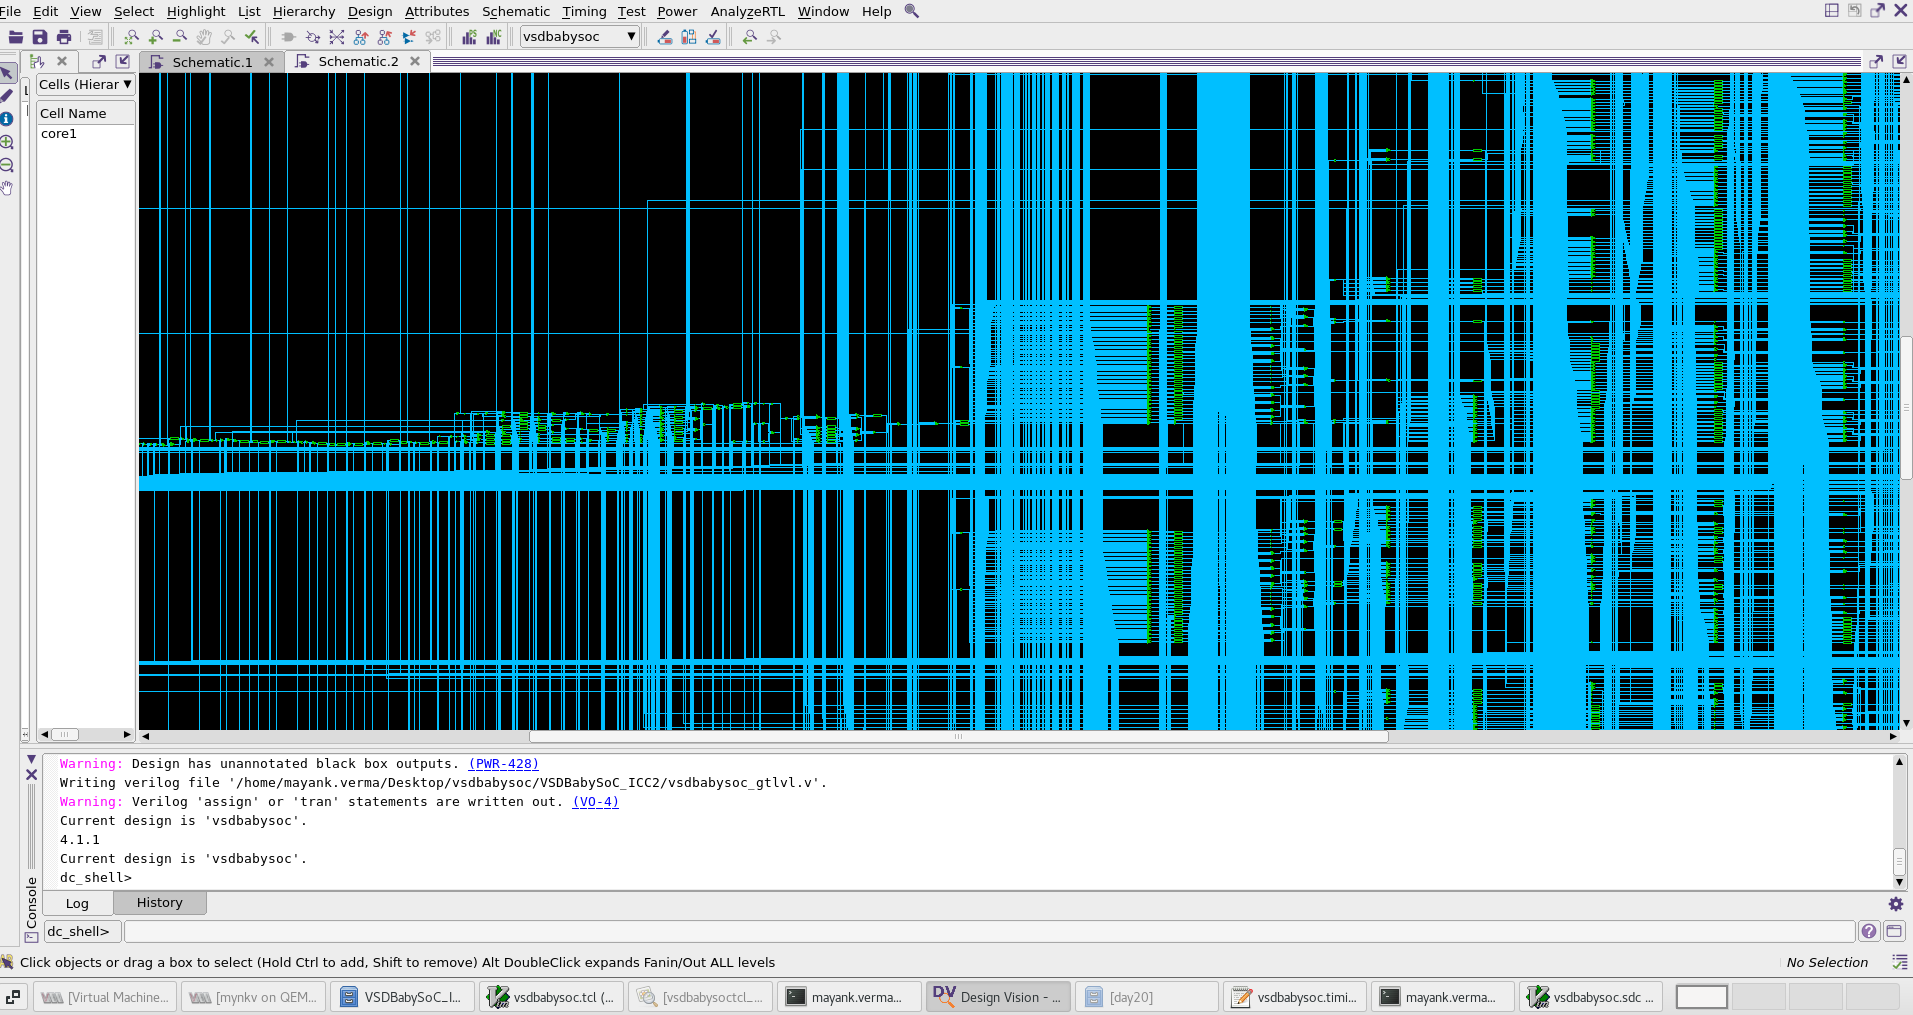 File Edit View Select Highlight List Hierarchy Design Attributes Schematic Timing Test Power AnalyzeRTL Window Help
vsdbabysoc
Schematic.1 Schematic.2
Cells (Hierar
Cell Name
core1
Warning: Design has unannotated black box outputs. (PWR-428)
Writing verilog file '/home/mayank.verma/Desktop/vsdbabysoc/VSDBabySoC_ICC2/vsdbabysoc_gtlvl.v'.
Warning: Verilog 'assign' or 'tran' statements are written out. (VO-4)
Current design is 'vsdbabysoc'.
4.1.1
Current design is 'vsdbabysoc'.
dc_shell>
Console
Log History
dc_shell>
Click objects or drag a box to select (Hold Ctrl to add, Shift to remove) Alt DoubleClick expands Fanin/Out ALL levels No Selection
[Virtual Machine... [mynkv on QEM... VSDBabySoC_I... vsdbabysoc.tcl (... [vsdbabysoctcl_... mayank.verma... DV Design Vision - ... [day20] vsdbabysoc.timi... mayank.verma... vsdbabysoc.sdc ...